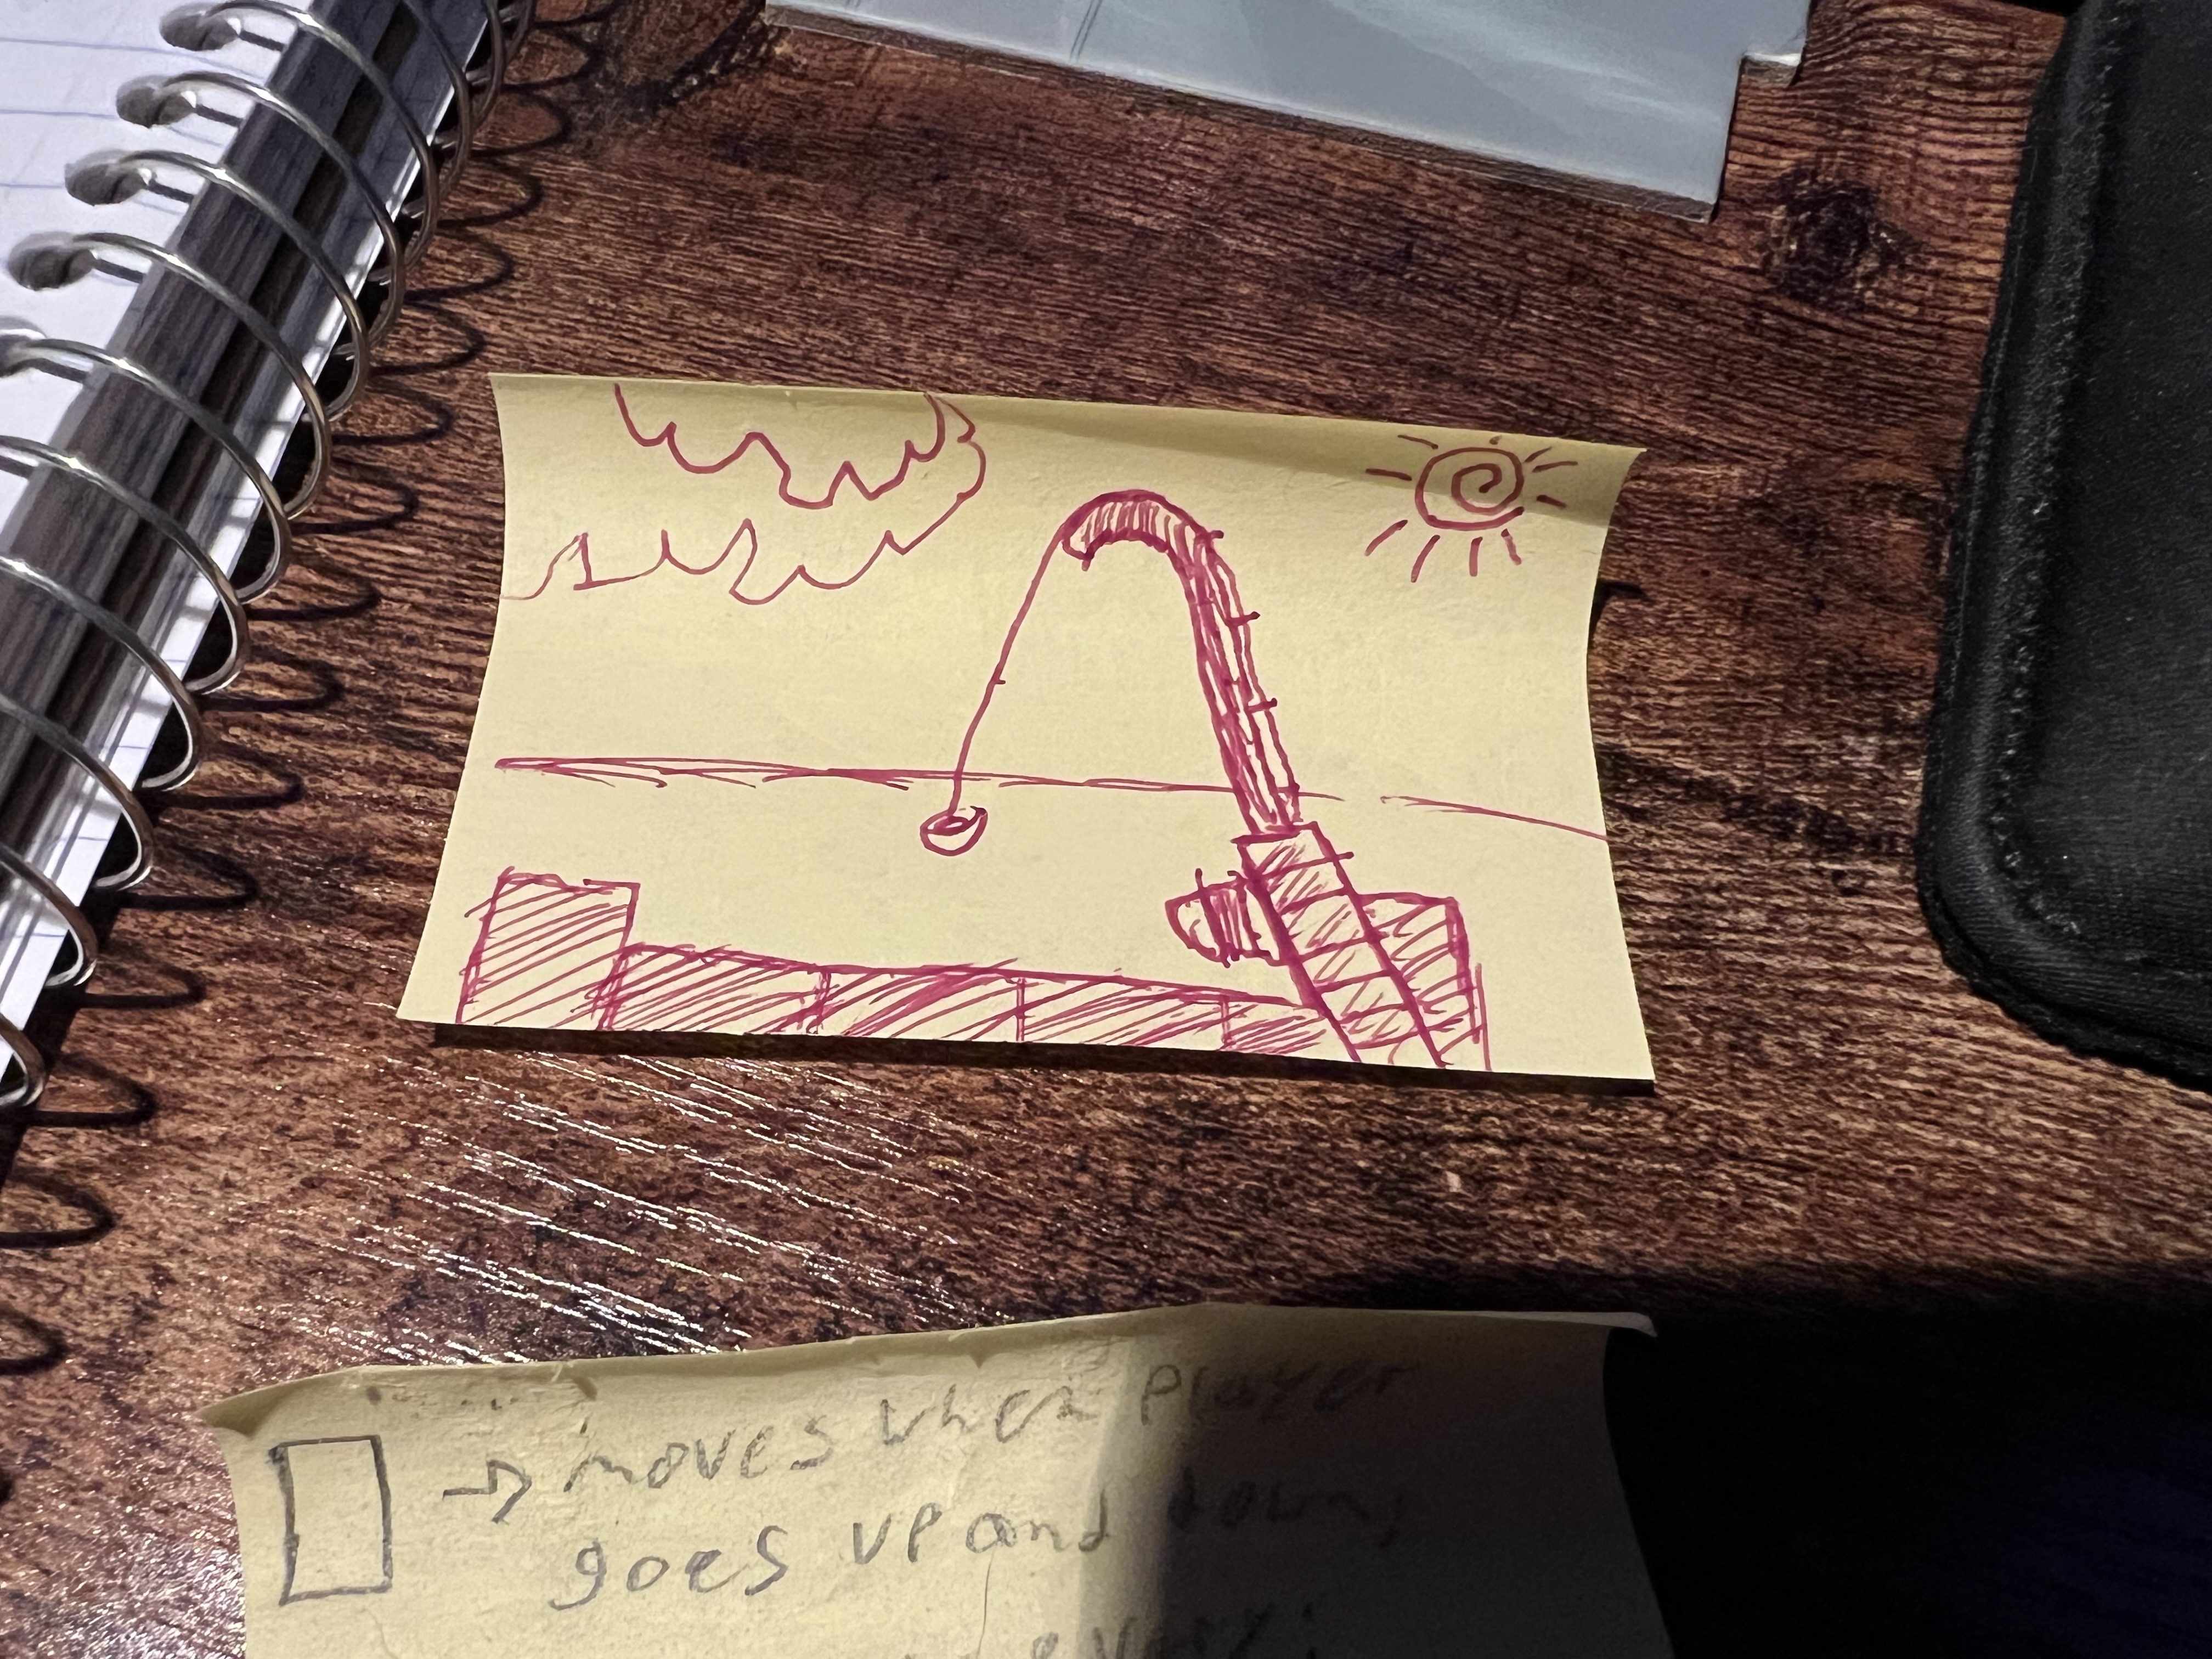 → moves when player
goes up and down,